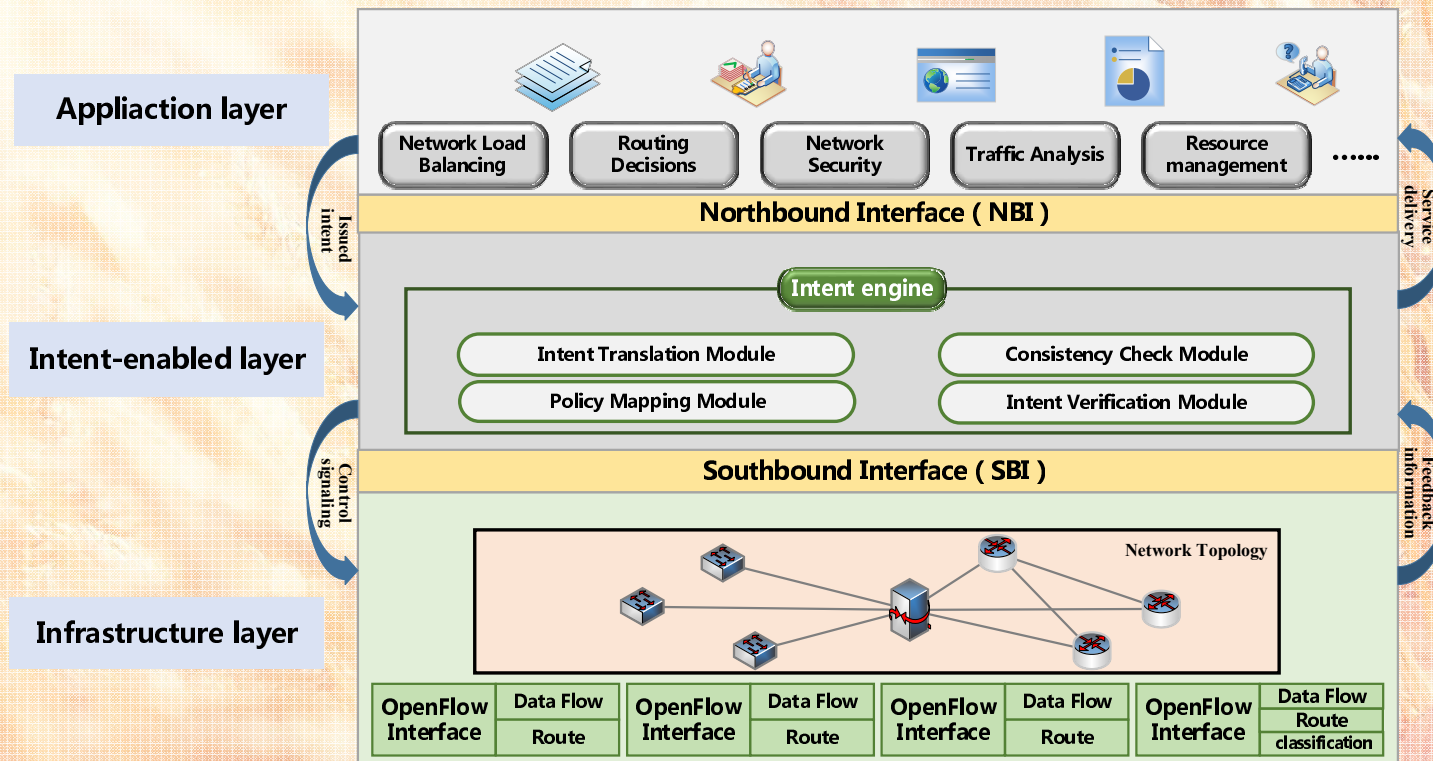 Appliaction layer
Network Load
Balancing
Routing
Decisions
Network
Security
Traffic Analysis
Resource
management
......
Northbound Interface ( NBI )
Issued
intent
Service
delivery
Intent engine
Intent-enabled layer
Intent Translation Module
Consistency Check Module
Policy Mapping Module
Intent Verification Module
Southbound Interface ( SBI )
Control
signaling
Feedback
information
Network Topology
Infrastructure layer
OpenFlow
Interface
Data Flow
Route
OpenFlow
Interface
Data Flow
Route
OpenFlow
Interface
Data Flow
Route
OpenFlow
Interface
Data Flow
Route
classification